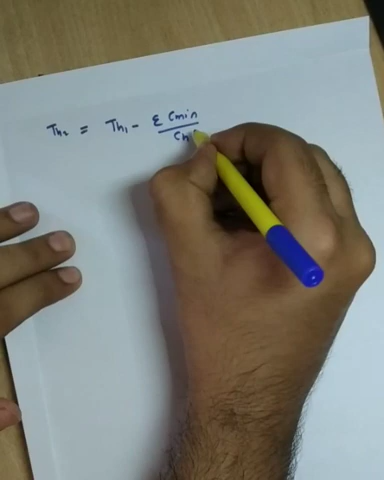 Th₂ = Th₁ - ε Cmin / Ch